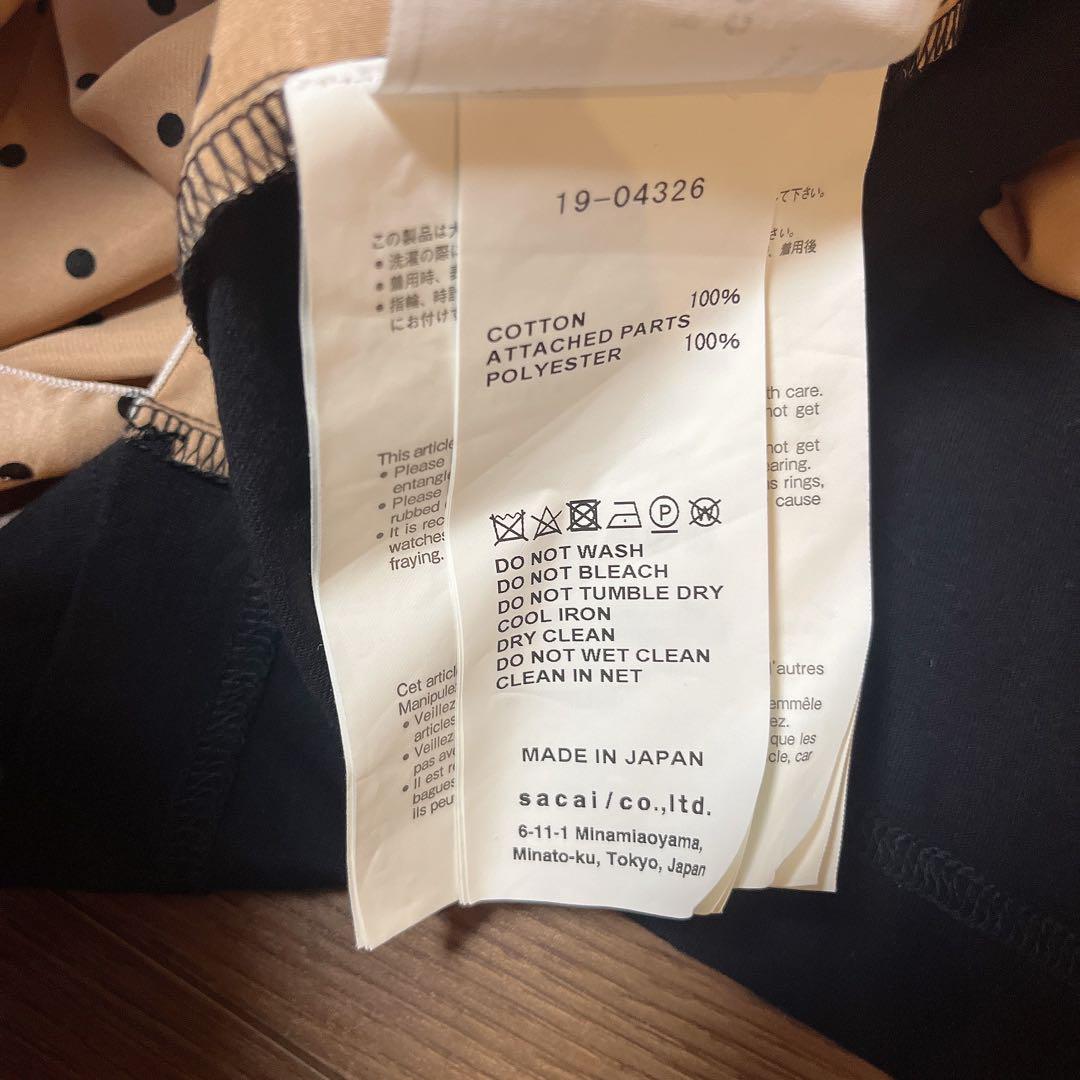 19-04326
COTTON 100%
ATTACHED PARTS
POLYESTER 100%
P
W
DO NOT WASH
DO NOT BLEACH
DO NOT TUMBLE DRY
COOL IRON
DRY CLEAN
DO NOT WET CLEAN
CLEAN IN NET
MADE IN JAPAN
sacai/co.,ltd.
6-11-1 Minamiaoyama,
Minato-ku, Tokyo, Japan
この製品は
• 洗濯の際に
• 着用時、
• 指輪、時計
にお付けす
This article
• Please
entangle
• Please
rubbed
• It is rec
watches
fraying.
Cet articl
Manipule
• Veillez
articles
• Veillez
pas av
• Il est r
bagues
ils peu
て下さい。
さい。
、着用後
th care.
not get
not get
earing.
s rings,
cause
l'autres
emmêle
ez.
que les
cle, car